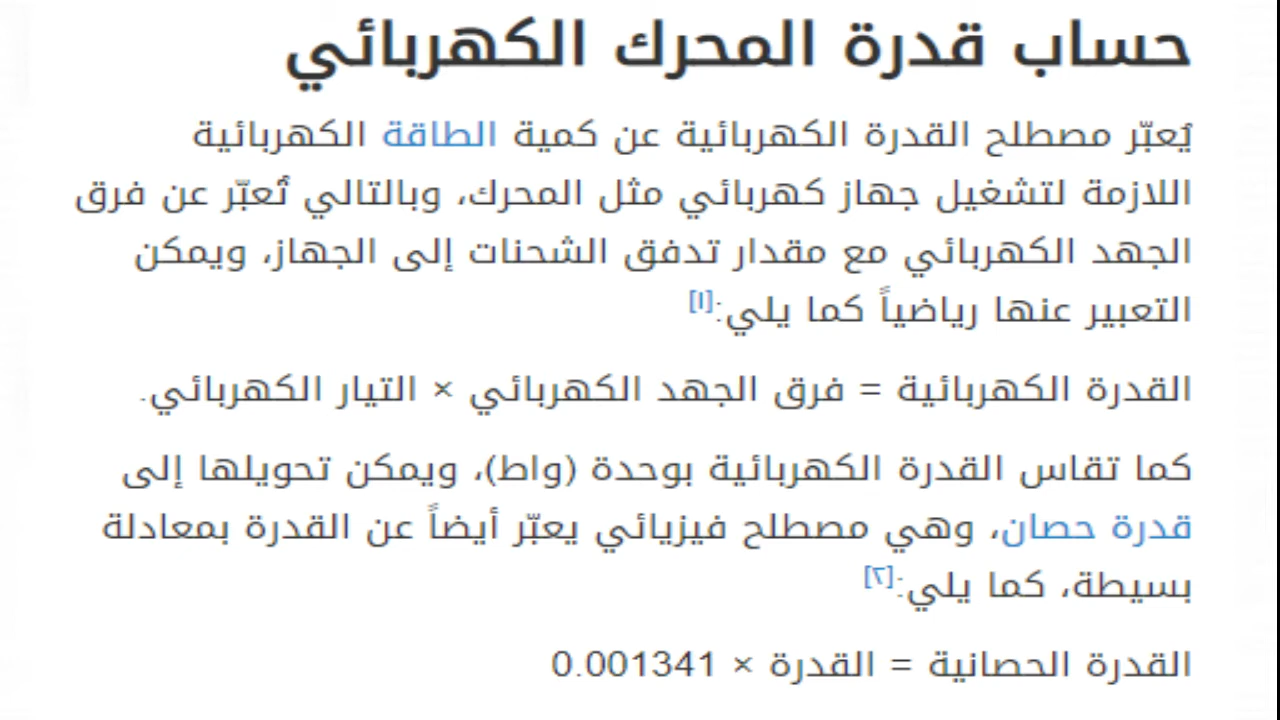 حساب قدرة المحرك الكهربائي
يُعبّر مصطلح القدرة الكهربائية عن كمية الطاقة الكهربائية
اللازمة لتشغيل جهاز كهربائي مثل المحرك، وبالتالي تُعبّر عن فرق
الجهد الكهربائي مع مقدار تدفق الشحنات إلى الجهاز، ويمكن
التعبير عنها رياضياً كما يلي:[١]
القدرة الكهربائية = فرق الجهد الكهربائي × التيار الكهربائي.
كما تقاس القدرة الكهربائية بوحدة (واط)، ويمكن تحويلها إلى
قدرة حصان، وهي مصطلح فيزيائي يعبّر أيضاً عن القدرة بمعادلة
بسيطة، كما يلي:[٢]
القدرة الحصانية = القدرة × 0.001341